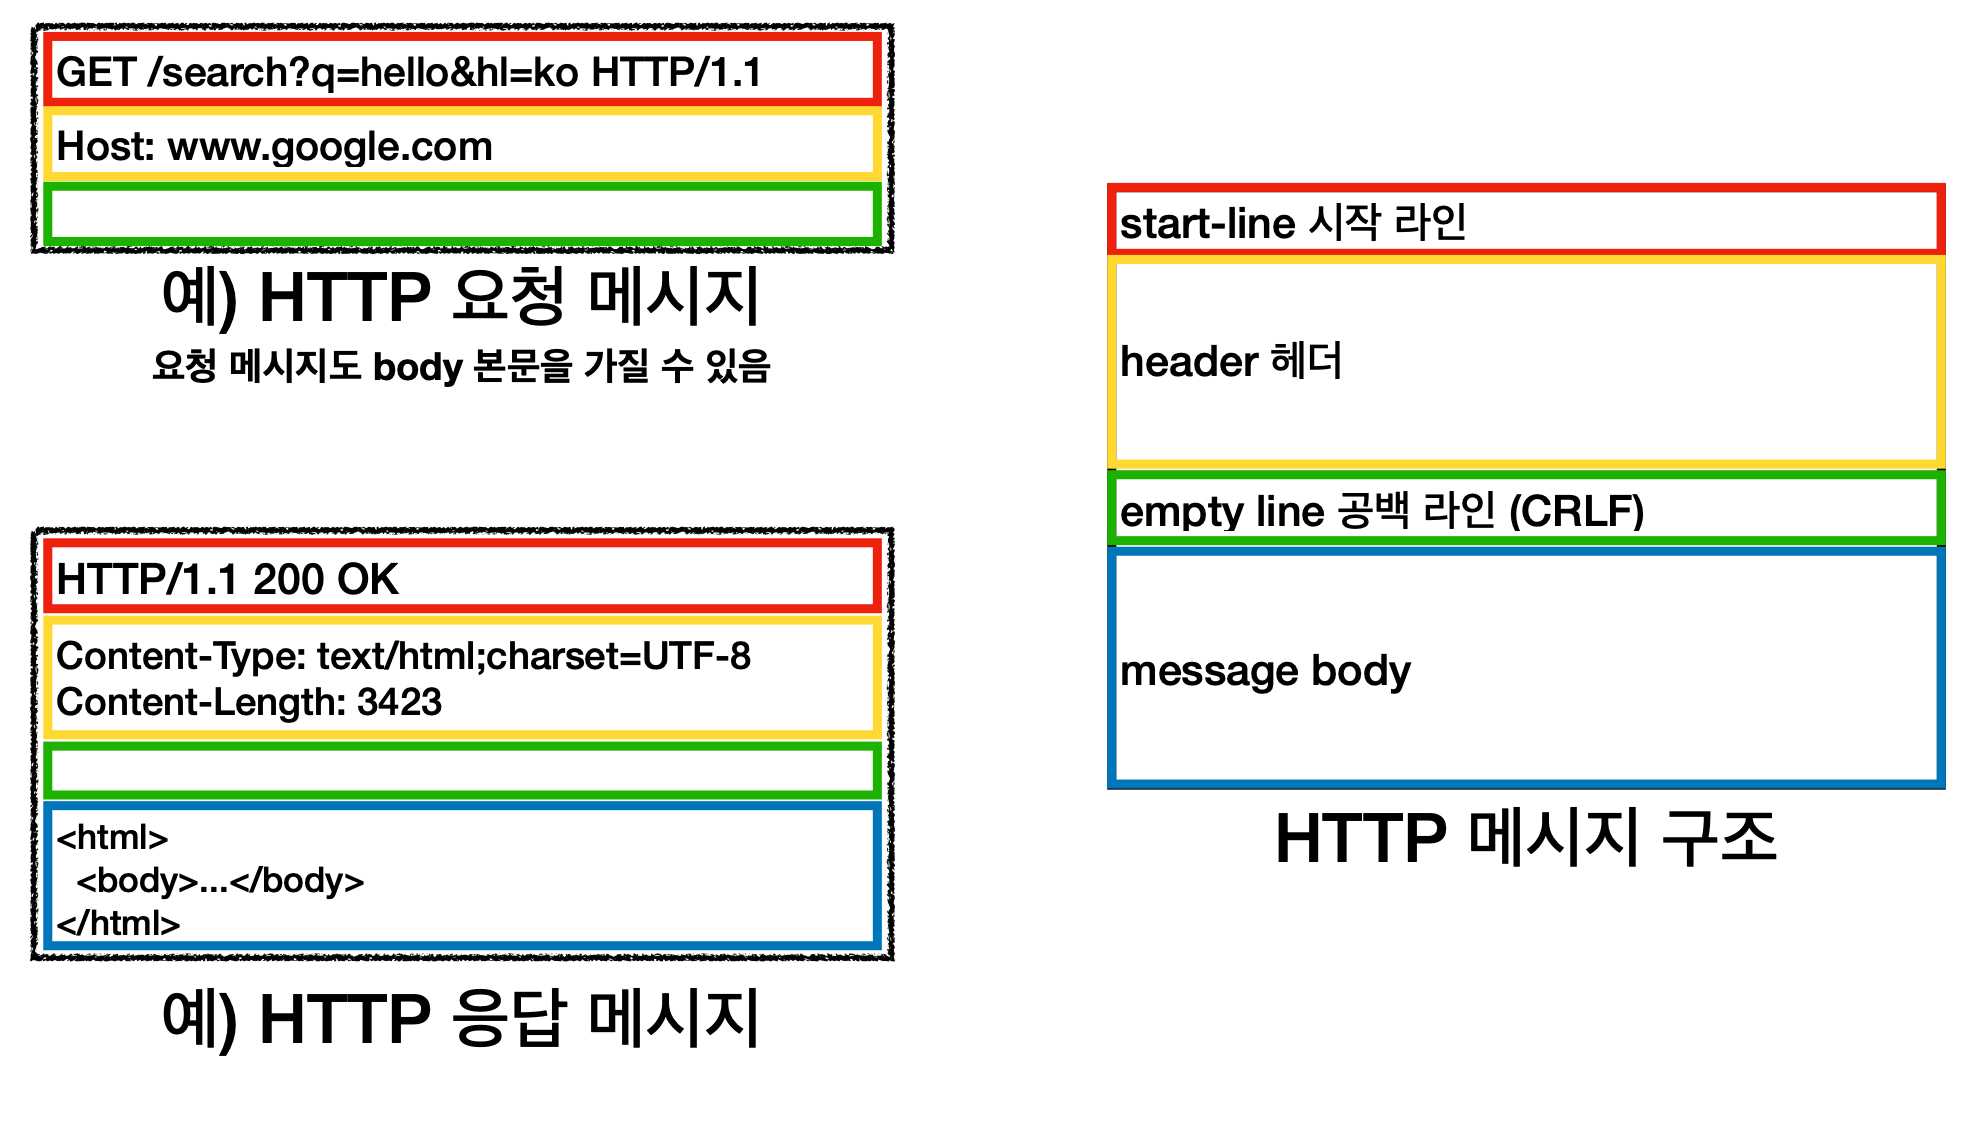 GET /search?q=hello&hl=ko HTTP/1.1
Host: www.google.com
예) HTTP 요청 메시지
요청 메시지도 body 본문을 가질 수 있음
HTTP/1.1 200 OK
Content-Type: text/html;charset=UTF-8
Content-Length: 3423
<html>
  <body>...</body>
</html>
예) HTTP 응답 메시지
start-line 시작 라인
header 헤더
empty line 공백 라인 (CRLF)
message body
HTTP 메시지 구조